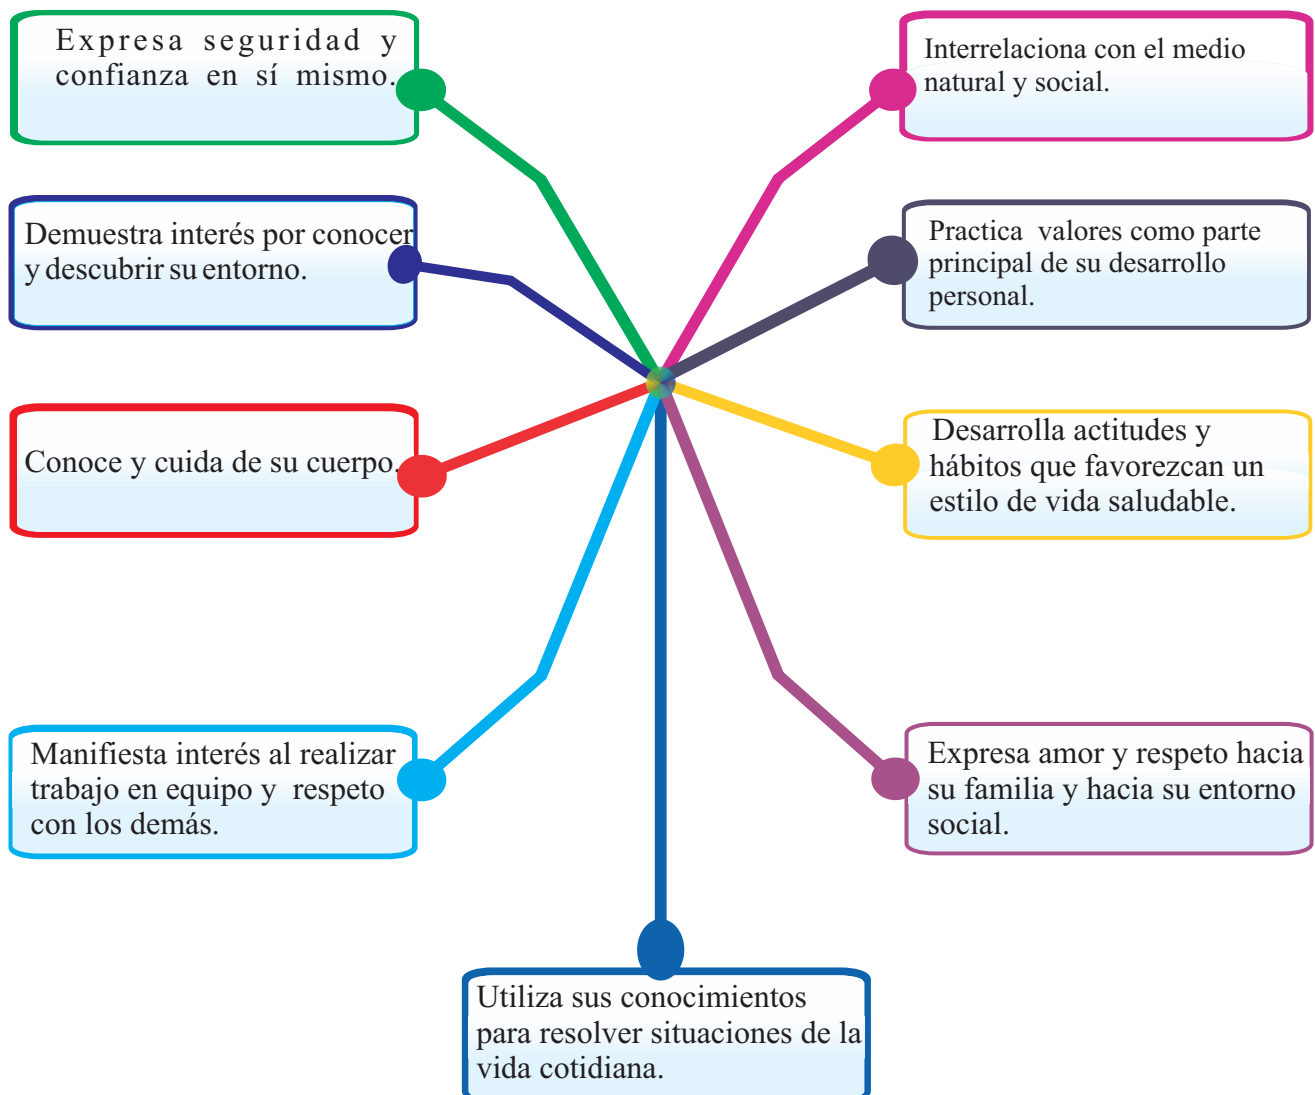 Expresa seguridad y
confianza en sí mismo.
Interrelaciona con el medio
natural y social.
Demuestra interés por conocer
y descubrir su entorno.
Practica valores como parte
principal de su desarrollo
personal.
Conoce y cuida de su cuerpo.
Desarrolla actitudes y
hábitos que favorezcan un
estilo de vida saludable.
Manifiesta interés al realizar
trabajo en equipo y respeto
con los demás.
Expresa amor y respeto hacia
su familia y hacia su entorno
social.
Utiliza sus conocimientos
para resolver situaciones de la
vida cotidiana.